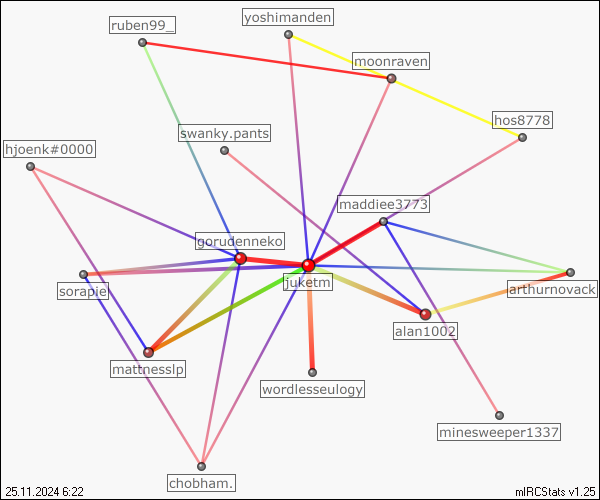 yoshimanden
ruben99_
moonraven
hos8778
swanky.pants
hjoenk#0000
maddiee3773
gorudenneko
juketm
sorapiel
arthurnovack
alan1002
mattnesslp
wordlesseulogy
minesweeper1337
chobham.
25.11.2024 6:22
mIRCStats v1.25